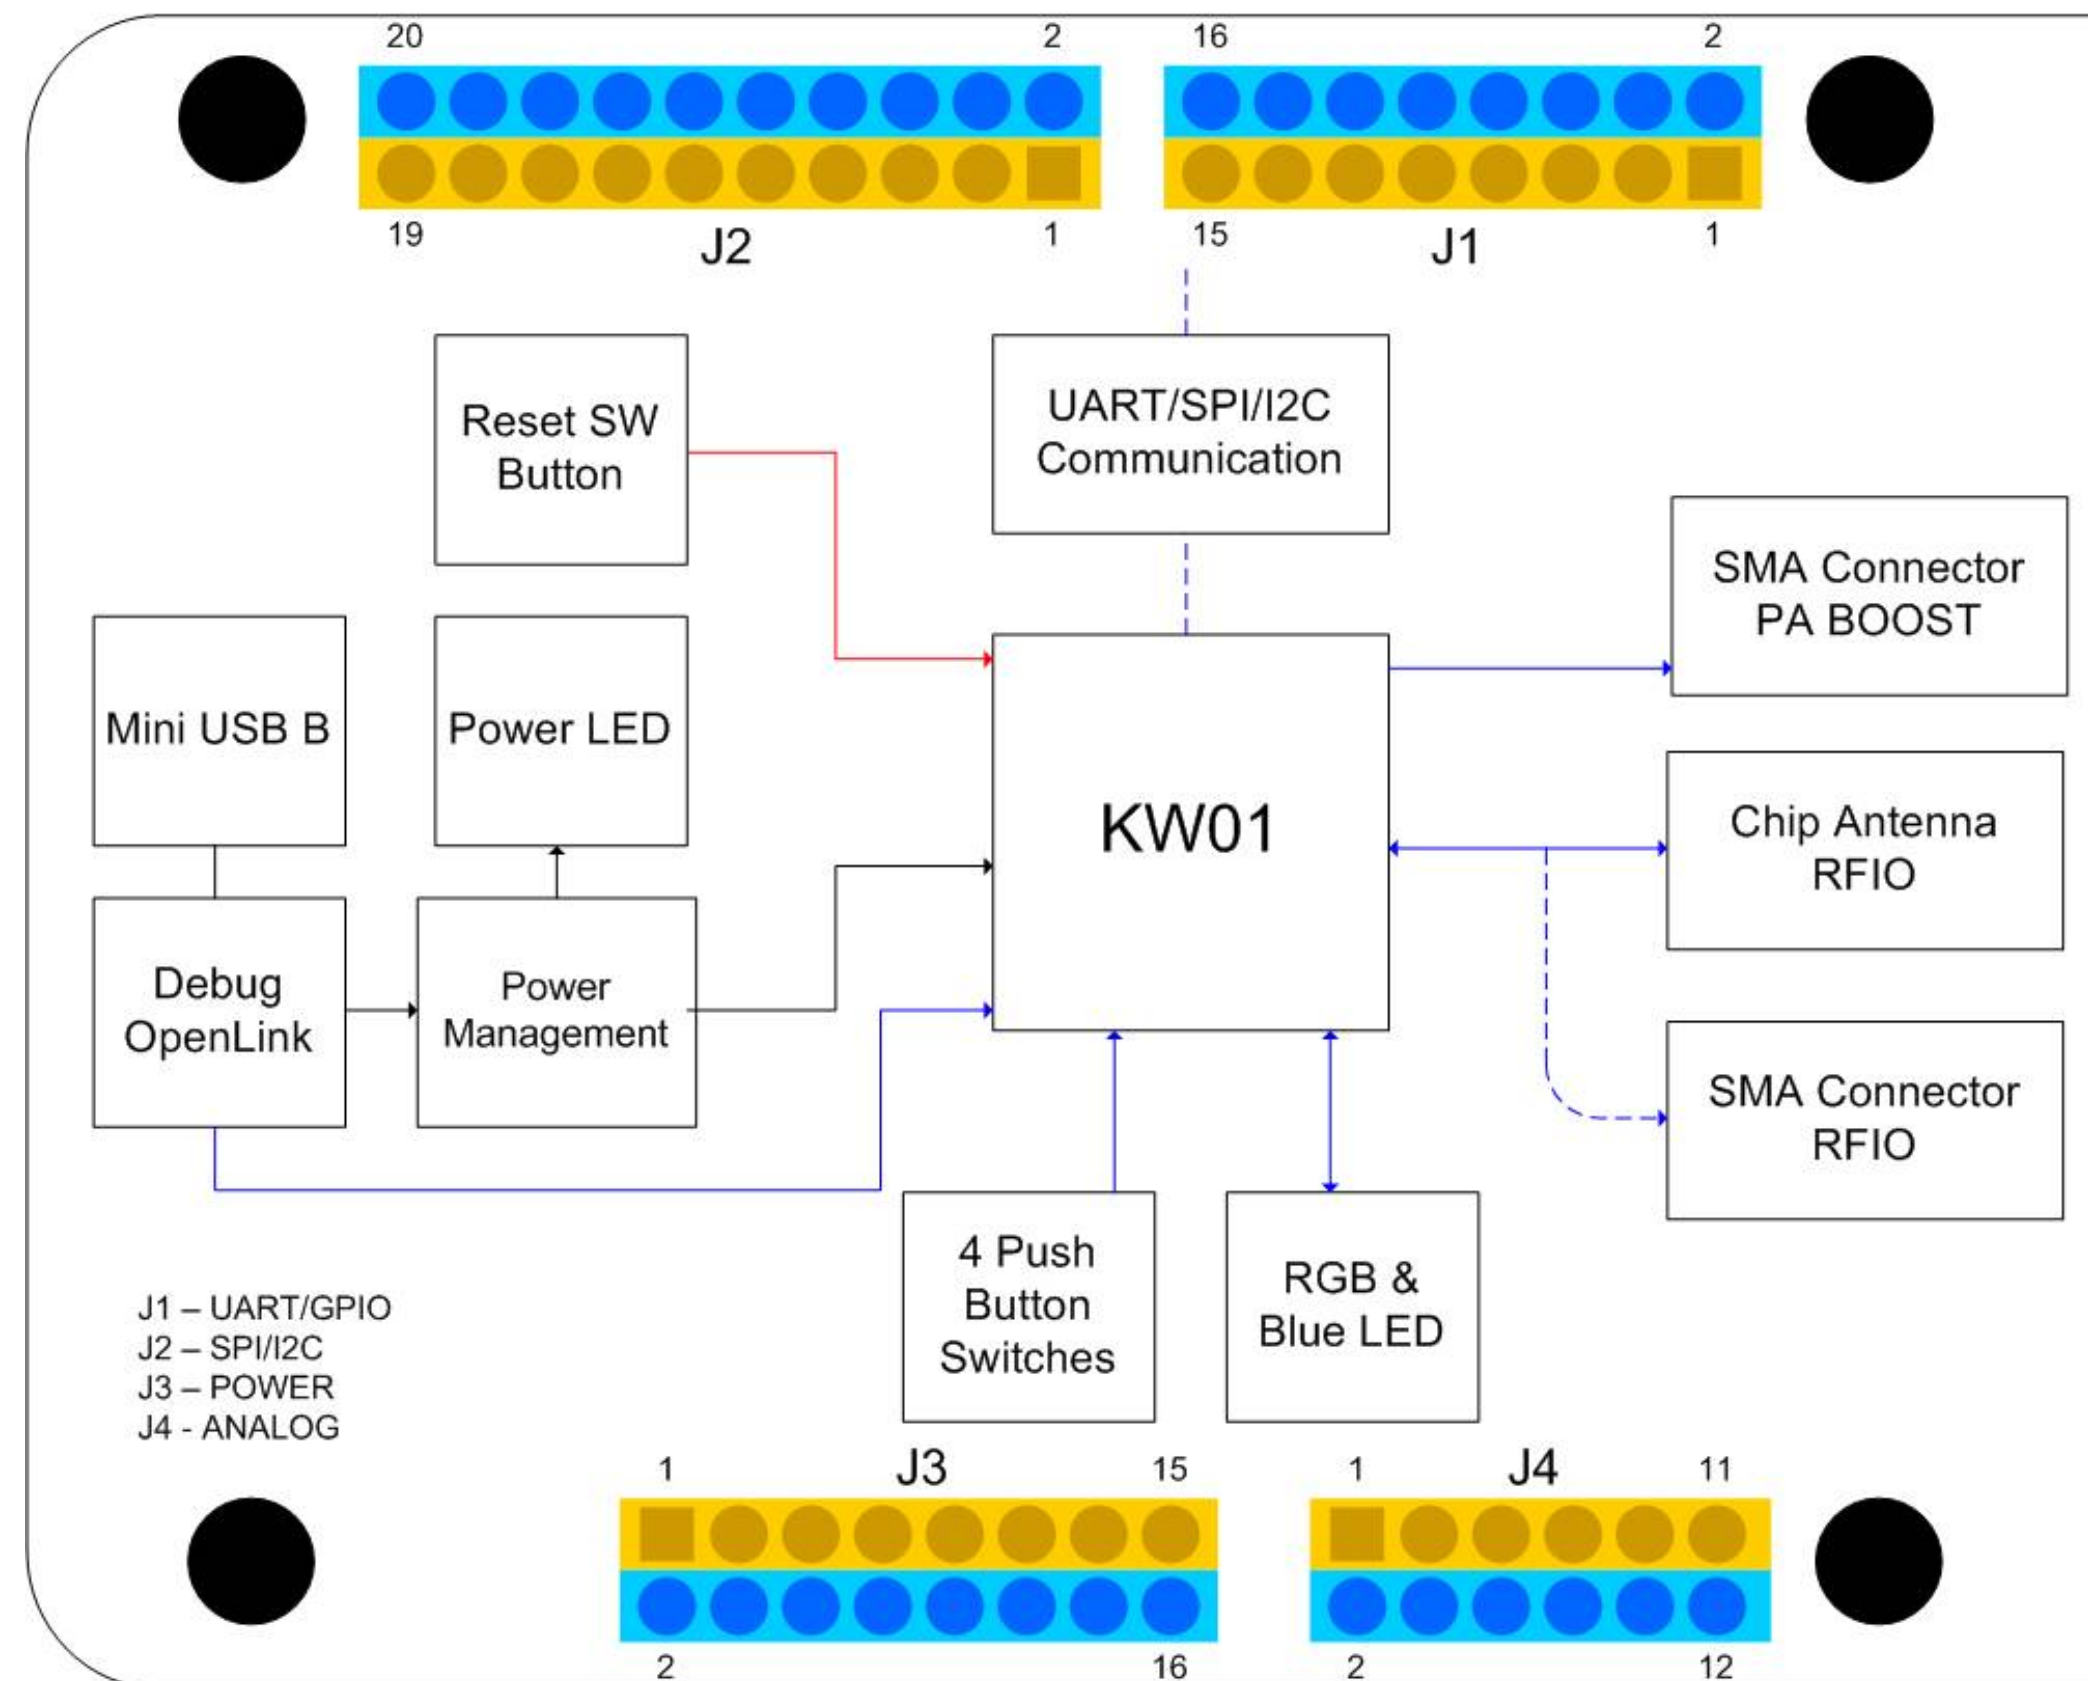 20
2
16
2
19
1
15
1
J2
J1
Reset SW
Button
UART/SPI/I2C
Communication
SMA Connector
PA BOOST
Mini USB B
Power LED
KW01
Chip Antenna
RFIO
Debug
OpenLink
Power
Management
SMA Connector
RFIO
4 Push
Button
Switches
RGB &
Blue LED
J1 – UART/GPIO
J2 – SPI/I2C
J3 – POWER
J4 - ANALOG
J3
J4
1
15
1
11
2
16
2
12